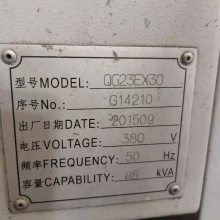 型号MODEL: QG23EX30
序号No.: G14210
出厂日期DATE: 201509
电压VOLTAGE: 380 V
频率FREQUENCY: 50 Hz
容量CAPABILITY: kVA